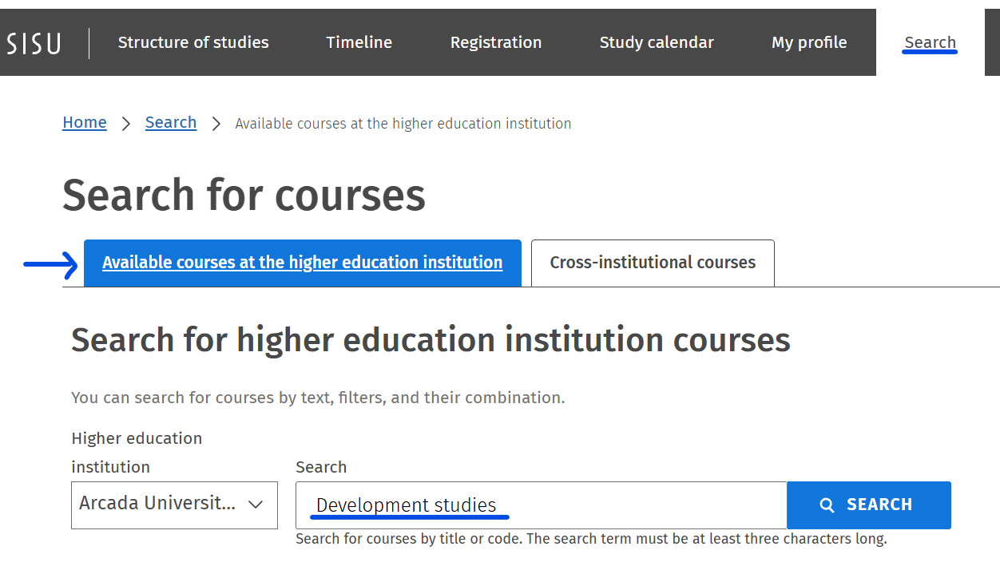 SISU Structure of studies Timeline Registration Study calendar My profile Search
Home Search Available courses at the higher education institution
Search for courses
Available courses at the higher education institution Cross-institutional courses
Search for higher education institution courses
You can search for courses by text, filters, and their combination.
Higher education
institution Search
Arcada Universit... Development studies SEARCH
Search for courses by title or code. The search term must be at least three characters long.